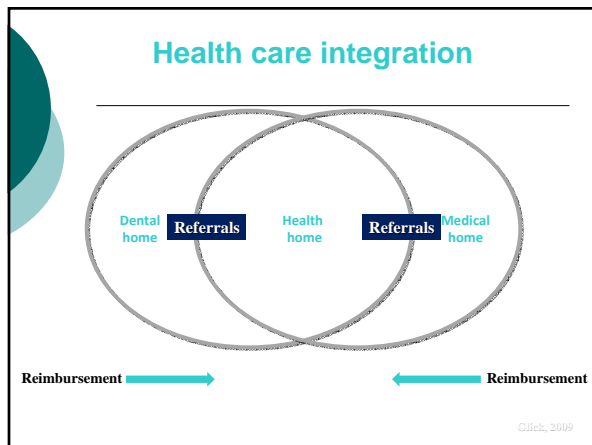 Health care integration
Dental
home
Referrals
Health
home
Referrals
Medical
home
Reimbursement
Reimbursement
Glick, 2009